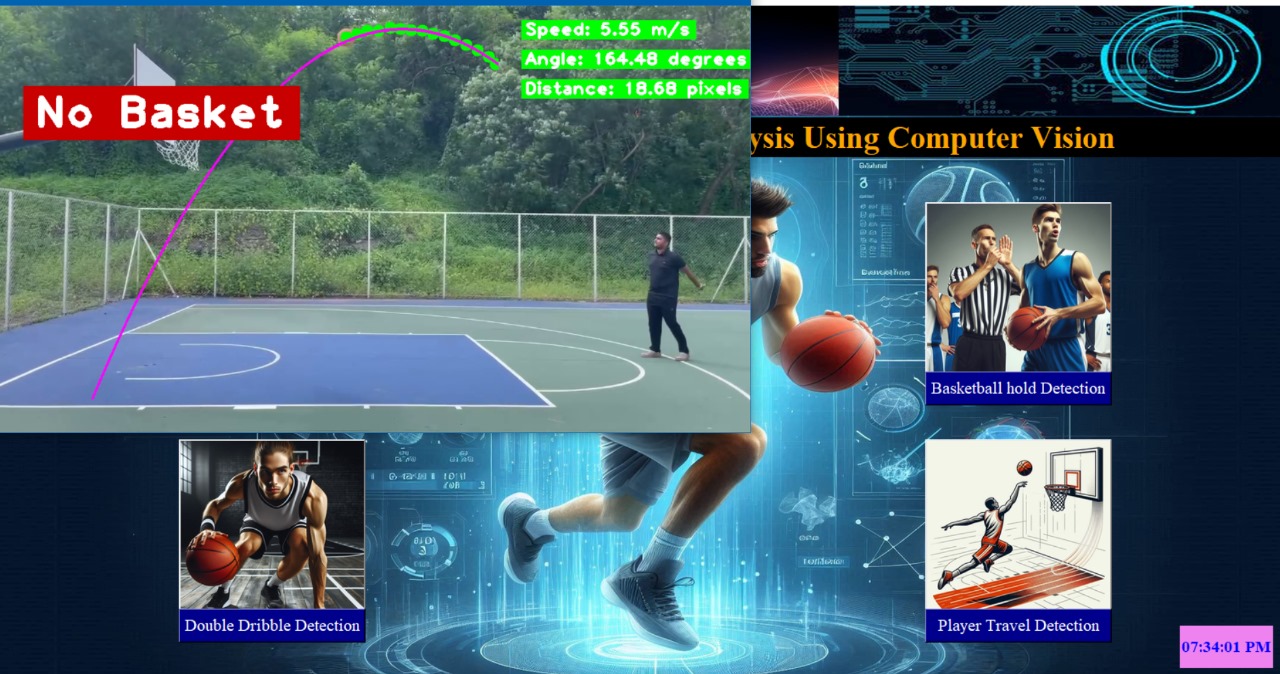 Speed: 5.55 m/s
Angle: 164.48 degrees
Distance: 18.68 pixels
No Basket
ysis Using Computer Vision
Basketball hold Detection
Double Dribble Detection
Player Travel Detection
07:34:01 PM